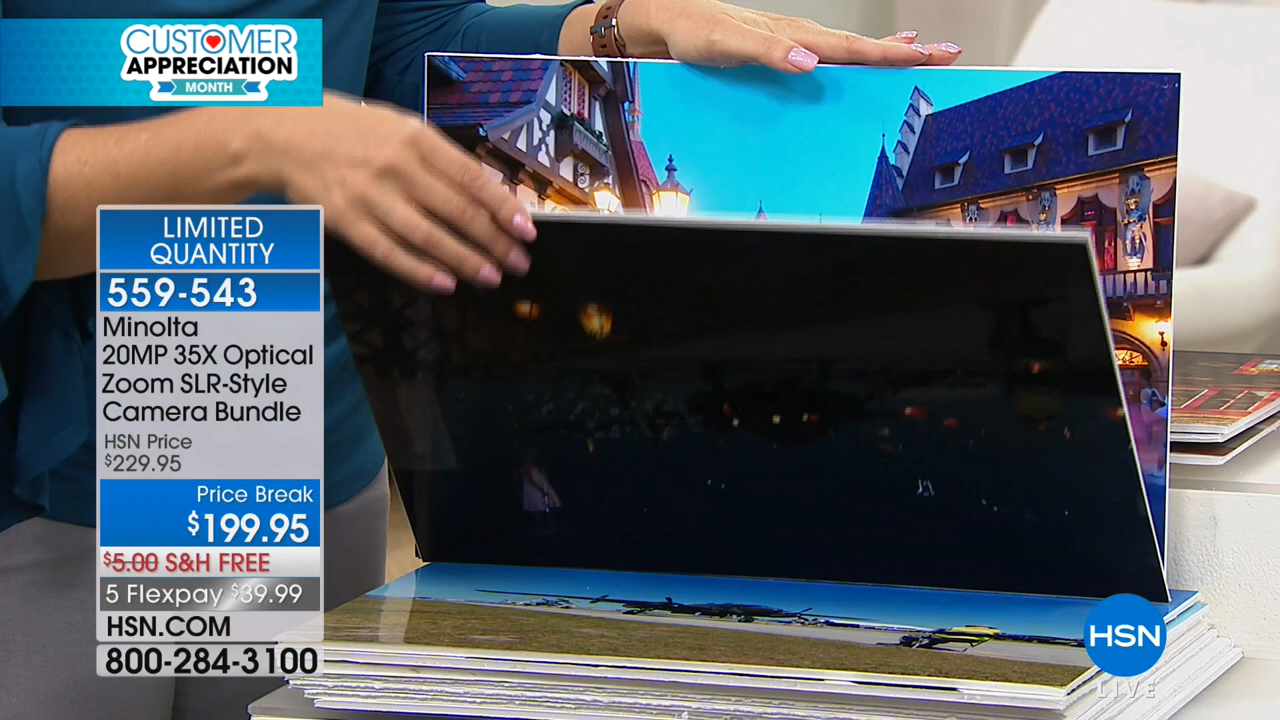 CUSTOMER
APPRECIATION
MONTH
LIMITED
QUANTITY
559-543
Minolta
20MP 35X Optical
Zoom SLR-Style
Camera Bundle
HSN Price
$229.95
Price Break
$199.95
$5.00 S&H FREE
5 Flexpay $39.99
HSN.COM
800-284-3100
HSN
LIVE